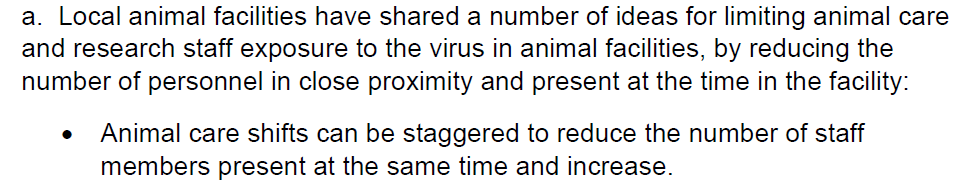 a. Local animal facilities have shared a number of ideas for limiting animal care
and research staff exposure to the virus in animal facilities, by reducing the
number of personnel in close proximity and present at the time in the facility:
• Animal care shifts can be staggered to reduce the number of staff
members present at the same time and increase.